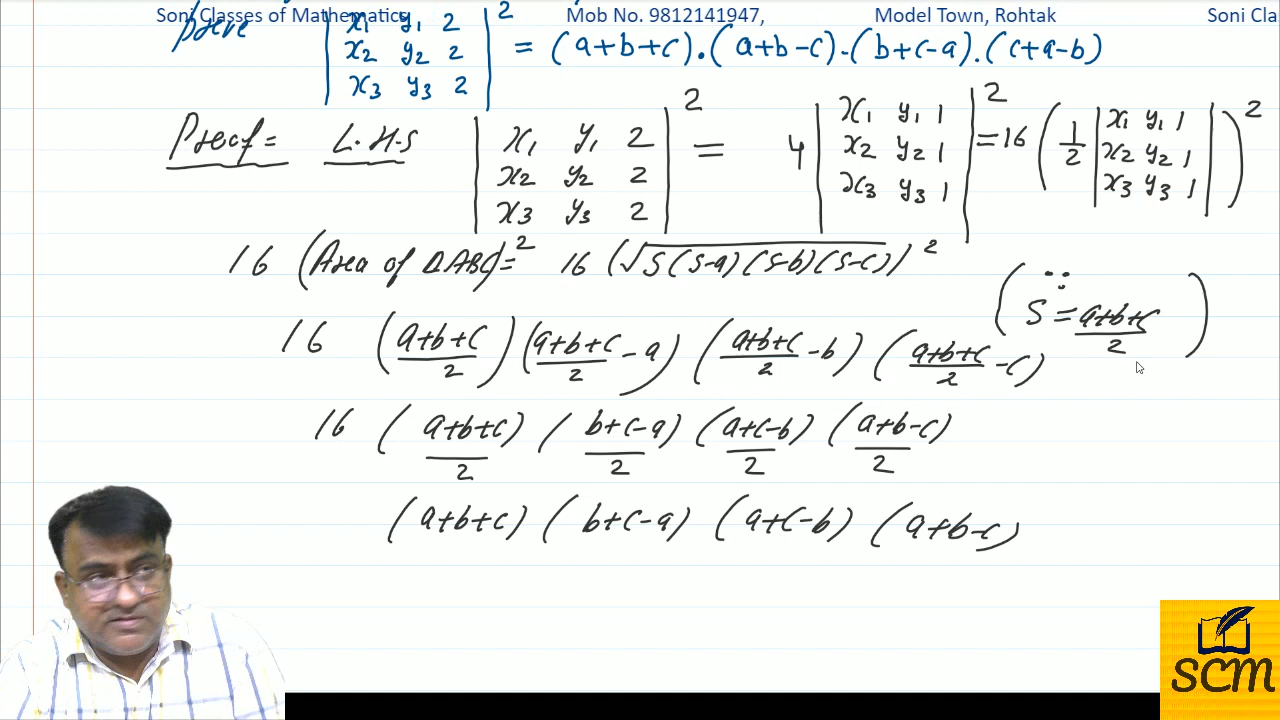 Soni Classes of Mathematics Mob No. 9812141947, Model Town, Rohtak Soni Cla
prove | x1 y1 2 |² = (a+b+c).(a+b-c).(b+c-a).(c+a-b)
| x2 y2 2 |
| x3 y3 2 |
Proof= L.H.S | x1 y1 2 |² = 4 | x1 y1 1 |² = 16 ( 1/2 | x1 y1 1 | )²
| x2 y2 2 | | x2 y2 1 | | x2 y2 1 |
| x3 y3 2 | | x3 y3 1 | | x3 y3 1 |
16 (Area of ΔABC)² = 16 (√S(S-a)(S-b)(S-c))²
(∵ S = (a+b+c)/2)
16 ((a+b+c)/2) ((a+b+c)/2 - a) ((a+b+c)/2 - b) ((a+b+c)/2 - c)
16 (a+b+c)/2 (b+c-a)/2 (a+c-b)/2 (a+b-c)/2
(a+b+c) (b+c-a) (a+c-b) (a+b-c)
SCM